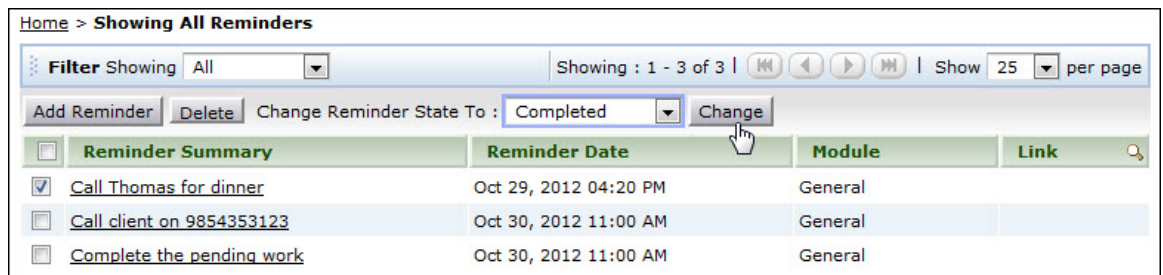 Home > Showing All Reminders
Filter Showing All Showing : 1 - 3 of 3 | Show 25 per page
Add Reminder Delete Change Reminder State To : Completed Change
Reminder Summary Reminder Date Module Link
Call Thomas for dinner Oct 29, 2012 04:20 PM General
Call client on 9854353123 Oct 30, 2012 11:00 AM General
Complete the pending work Oct 30, 2012 11:00 AM General